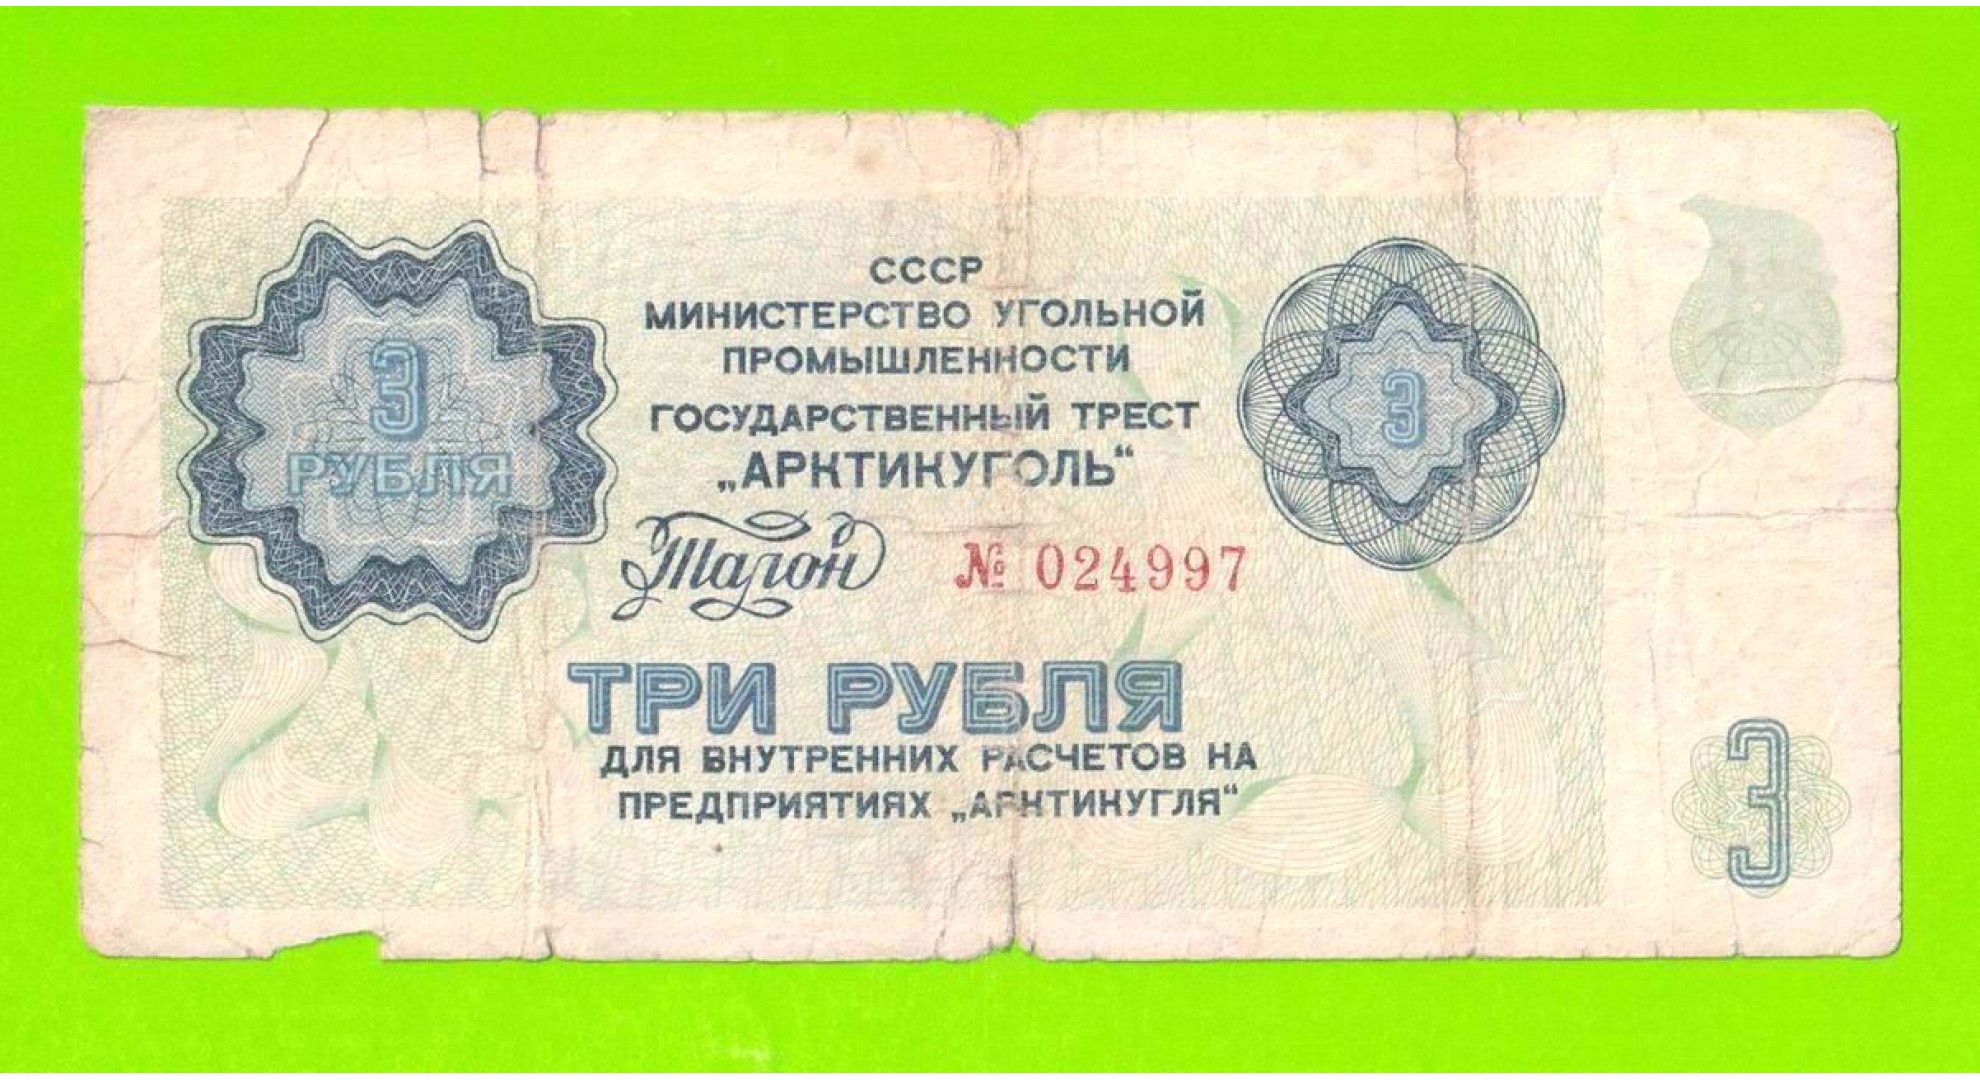 СССР
МИНИСТЕРСТВО УГОЛЬНОЙ
ПРОМЫШЛЕННОСТИ
ГОСУДАРСТВЕННЫЙ ТРЕСТ
„АРКТИКУГОЛЬ“
3
РУБЛЯ
3
Талон № 024997
ТРИ РУБЛЯ
ДЛЯ ВНУТРЕННИХ РАСЧЕТОВ НА
ПРЕДПРИЯТИЯХ „АРКТИКУГЛЯ“
3